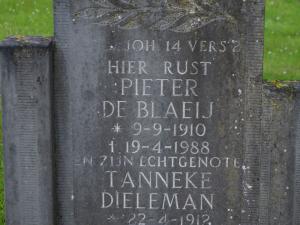 JOH 14 VERS 2
HIER RUST
PIETER
DE BLAEIJ
* 9-9-1910
† 19-4-1988
EN ZIJN ECHTGENOTE
TANNEKE
DIELEMAN
* 22-4-1912